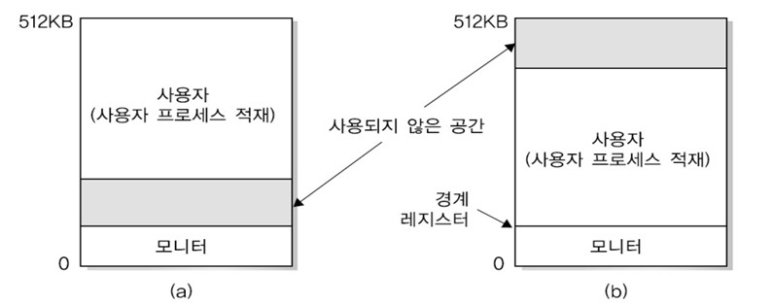 512KB
사용자
(사용자 프로세스 적재)
모니터
0
(a)
사용되지 않은 공간
512KB
사용자
(사용자 프로세스 적재)
경계
레지스터
모니터
0
(b)